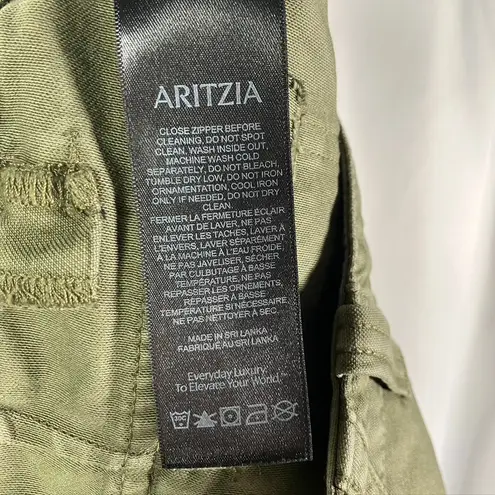 ARITZIA
CLOSE ZIPPER BEFORE
CLEANING, DO NOT SPOT
CLEAN, WASH INSIDE OUT,
MACHINE WASH COLD
SEPARATELY, DO NOT BLEACH,
TUMBLE DRY LOW, DO NOT IRON
ORNAMENTATION, COOL IRON
ONLY IF NEEDED, DO NOT DRY
CLEAN.
FERMER LA FERMETURE ÉCLAIR
AVANT DE LAVER, NE PAS
ENLEVER LES TACHES, LAVER À
L'ENVERS, LAVER SÉPARÉMENT
À LA MACHINE À L'EAU FROIDE,
NE PAS JAVELISER, SÉCHER
PAR CULBUTAGE À BASSE
TEMPÉRATURE, NE PAS
REPASSER LES ORNEMENTS,
REPASSER À BASSE
TEMPÉRATURE SI NÉCESSAIRE,
NE PAS NETTOYER À SEC.
MADE IN SRI LANKA
FABRIQUÉ AU SRI LANKA
Everyday Luxury.
To Elevate Your World.™
30C